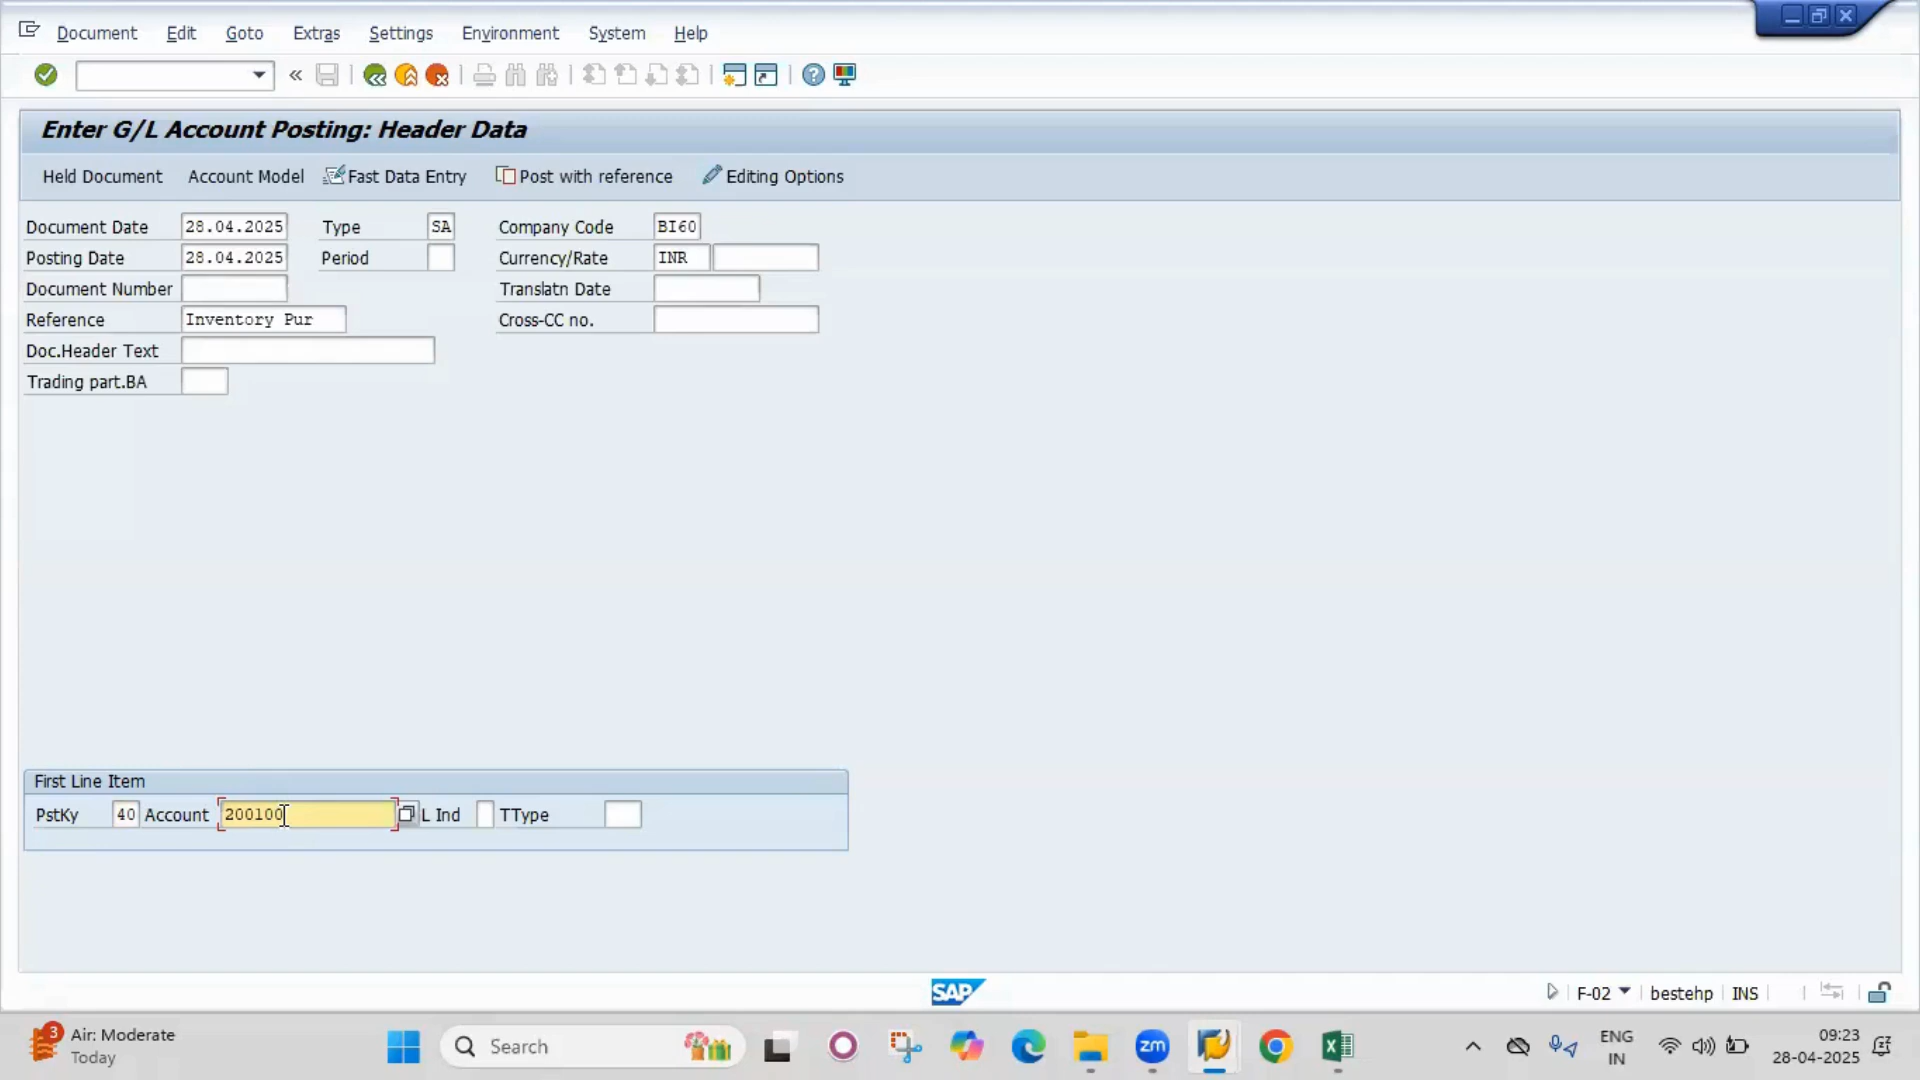 Document Edit Goto Extras Settings Environment System Help
Enter G/L Account Posting: Header Data
Held Document Account Model Fast Data Entry Post with reference Editing Options
Document Date 28.04.2025 Type SA Company Code BI60
Posting Date 28.04.2025 Period Currency/Rate INR
Document Number Translatn Date
Reference Inventory Pur Cross-CC no.
Doc.Header Text
Trading part.BA
First Line Item
PstKy 40 Account 200100 L Ind TType
SAP F-02 bestehp INS
3 Air: Moderate
Today
Search
zm
ENG
IN
09:23
28-04-2025